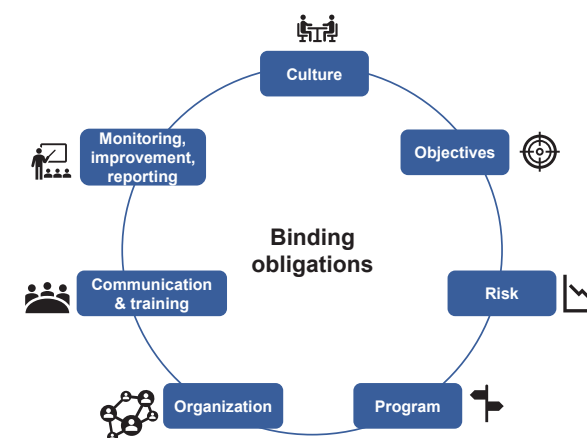 Culture
Objectives
Risk
Program
Organization
Communication
& training
Monitoring,
improvement,
reporting
Binding
obligations